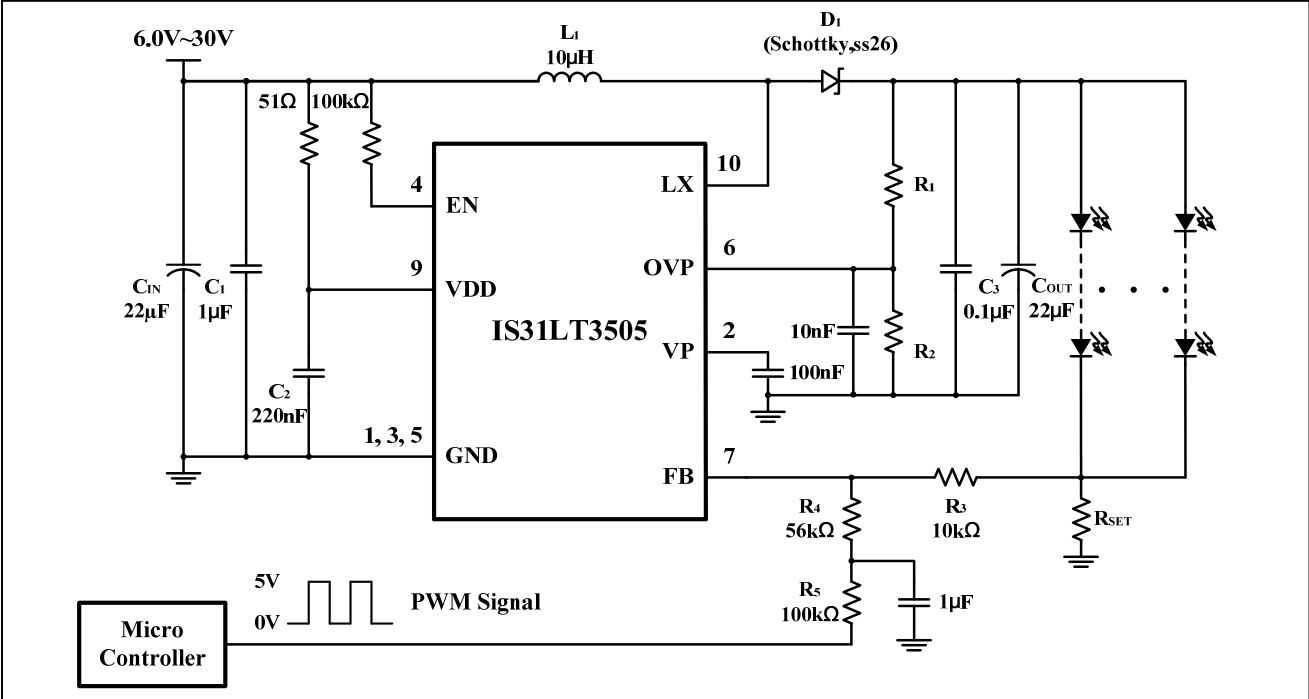 6.0V~30V
L1
10µH
D1
(Schottky,ss26)
51Ω
100kΩ
10
LX
4
EN
R1
6
OVP
9
VDD
CIN
22µF
C1
1µF
C3
0.1µF
COUT
22µF
IS31LT3505
10nF
R2
2
VP
100nF
C2
220nF
1, 3, 5
GND
7
FB
R4
56kΩ
R3
10kΩ
RSET
5V
0V
PWM Signal
R5
100kΩ
1µF
Micro
Controller